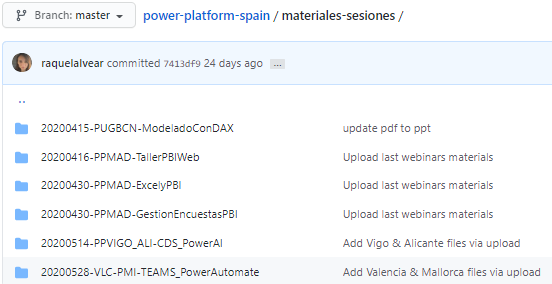 Branch: master power-platform-spain / materiales-sesiones /
raquelalvear committed 7413df9 24 days ago ...
..
20200415-PUGBCN-ModeladoConDAX update pdf to ppt
20200416-PPMAD-TallerPBIWeb Upload last webinars materials
20200430-PPMAD-ExcelyPBI Upload last webinars materials
20200430-PPMAD-GestionEncuestasPBI Upload last webinars materials
20200514-PPVIGO_ALI-CDS_PowerAI Add Vigo & Alicante files via upload
20200528-VLC-PMI-TEAMS_PowerAutomate Add Valencia & Mallorca files via upload